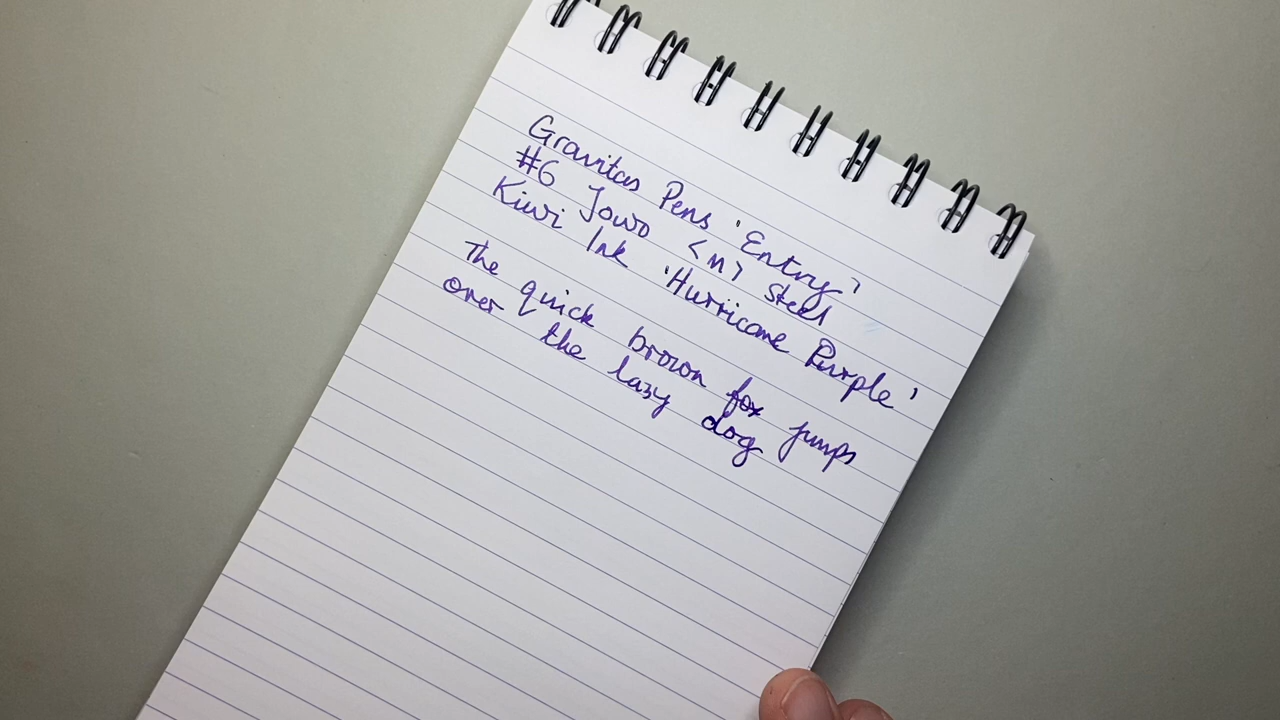 Gravitas Pens 'Entry'
#6 Jowo <M> Steel
Kiwi Ink 'Hurricane Purple'
The quick brown fox jumps
over the lazy dog